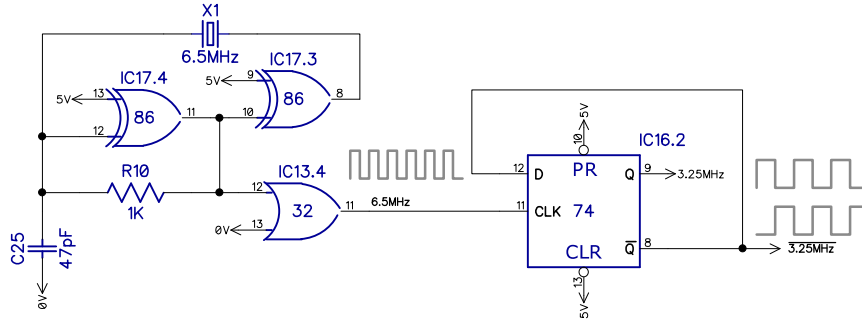 X1
6.5MHz
IC17.4
5V
13
12
86
11
IC17.3
5V
9
10
86
8
R10
1K
C25
47pF
0V
IC13.4
12
0V
13
32
11
6.5MHz
IC16.2
5V
10
12
D
PR
Q
9
3.25MHz
11
CLK
74
CLR
Q̅
8
3.25MHz
13
5V